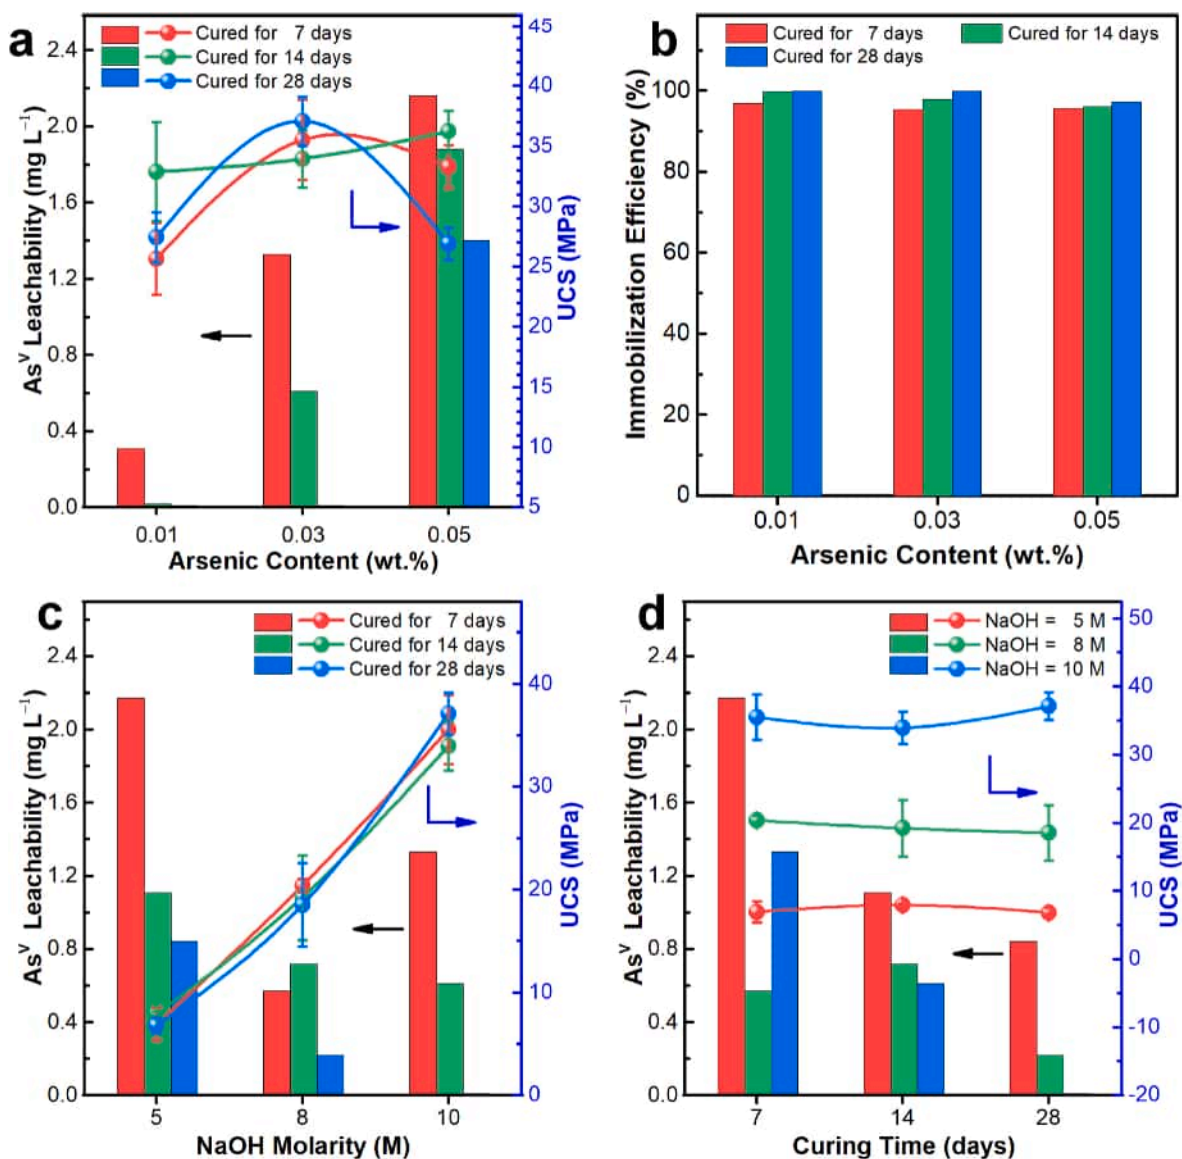 a
Cured for 7 days
Cured for 14 days
Cured for 28 days
2.4
2.0
1.6
1.2
0.8
0.4
0.0
As^V Leachability (mg L⁻¹)
45
40
35
30
25
20
15
10
5
UCS (MPa)
0.01
0.03
0.05
Arsenic Content (wt.%)
b
Cured for 7 days
Cured for 14 days
Cured for 28 days
100
80
60
40
20
0
Immobilization Efficiency (%)
0.01
0.03
0.05
Arsenic Content (wt.%)
c
Cured for 7 days
Cured for 14 days
Cured for 28 days
2.4
2.0
1.6
1.2
0.8
0.4
0.0
As^V Leachability (mg L⁻¹)
40
30
20
10
0
UCS (MPa)
5
8
10
NaOH Molarity (M)
d
NaOH = 5 M
NaOH = 8 M
NaOH = 10 M
2.4
2.0
1.6
1.2
0.8
0.4
0.0
As^V Leachability (mg L⁻¹)
50
40
30
20
10
0
-10
-20
UCS (MPa)
7
14
28
Curing Time (days)